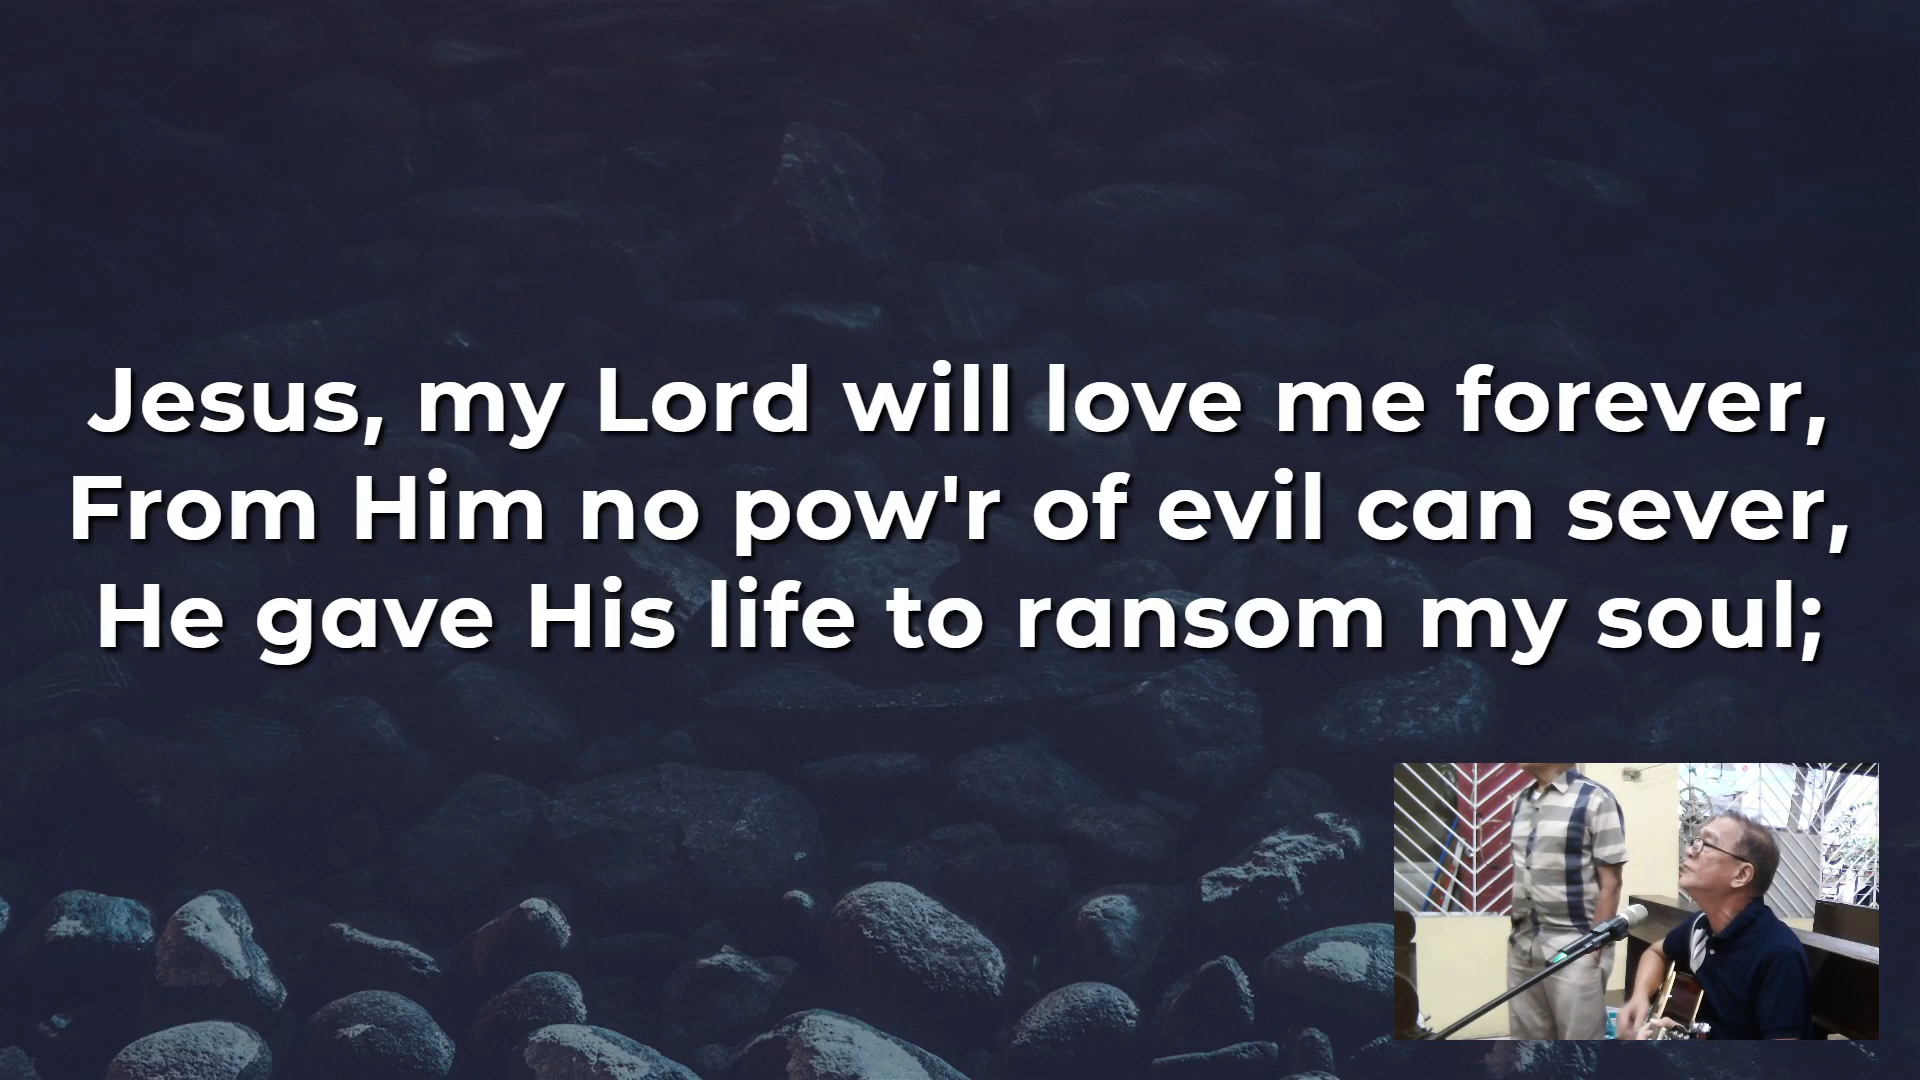 Jesus, my Lord will love me forever,
From Him no pow'r of evil can sever,
He gave His life to ransom my soul;